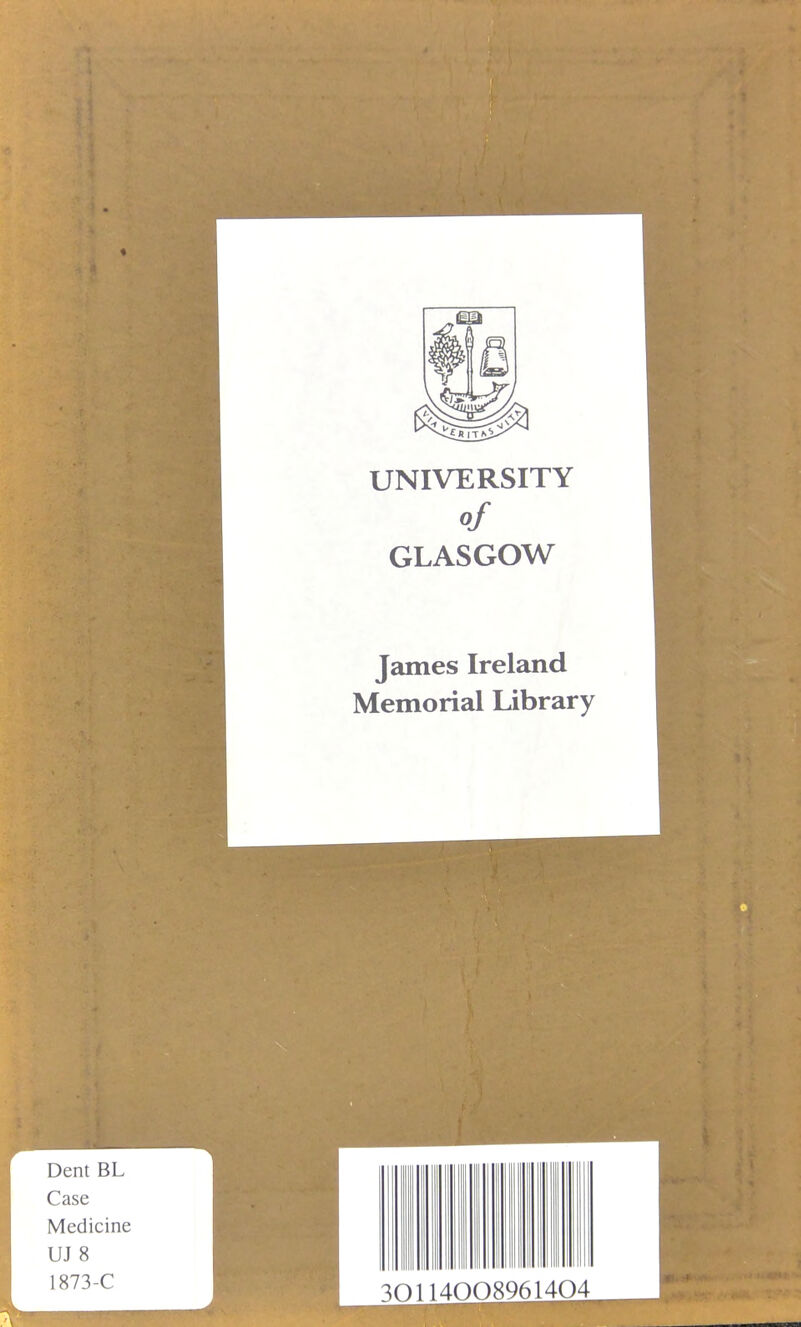 VIA VERITAS VITA
UNIVERSITY
of
GLASGOW
James Ireland
Memorial Library
Dent BL
Case
Medicine
UJ 8
1873-C
30114008961404